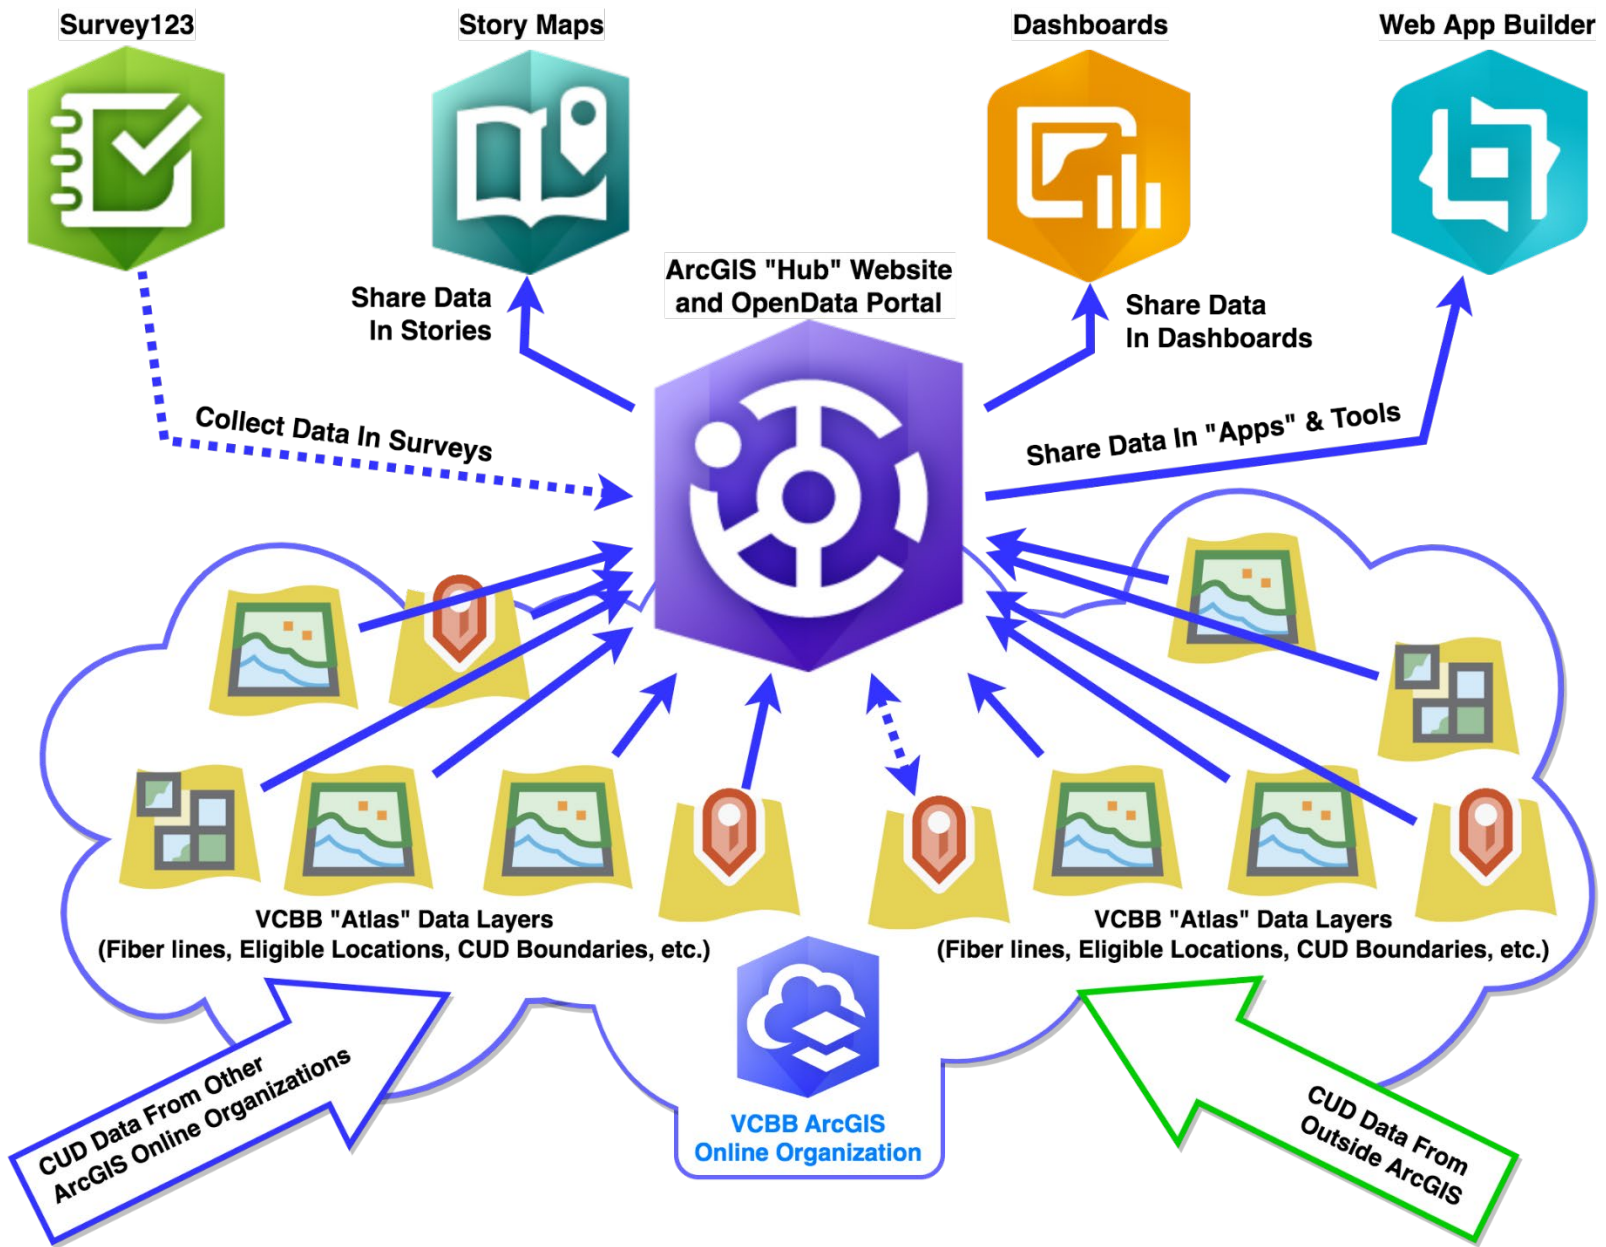 Survey123
Story Maps
Dashboards
Web App Builder
ArcGIS "Hub" Website
and OpenData Portal
Share Data
In Stories
Share Data
In Dashboards
Collect Data In Surveys
Share Data In "Apps" & Tools
VCBB "Atlas" Data Layers
(Fiber lines, Eligible Locations, CUD Boundaries, etc.)
VCBB "Atlas" Data Layers
(Fiber lines, Eligible Locations, CUD Boundaries, etc.)
CUD Data From Other
ArcGIS Online Organizations
VCBB ArcGIS
Online Organization
CUD Data From
Outside ArcGIS